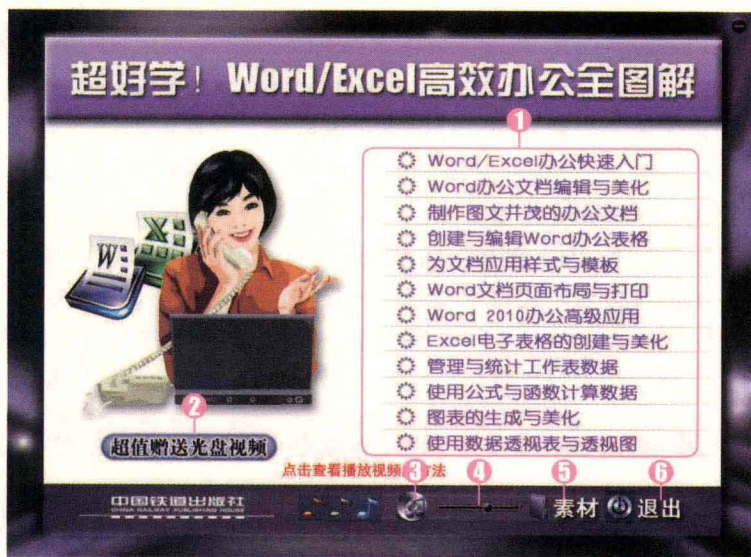 超好学！Word/Excel高效办公全图解
1
Word/Excel办公快速入门
Word办公文档编辑与美化
制作图文并茂的办公文档
创建与编辑Word办公表格
为文档应用样式与模板
Word文档页面布局与打印
Word 2010办公高级应用
Excel电子表格的创建与美化
管理与统计工作表数据
使用公式与函数计算数据
图表的生成与美化
使用数据透视表与透视图
W
X
2
超值赠送光盘视频
点击查看播放视频方法
3 4 5 6
中国铁道出版社
CHINA RAILWAY PUBLISHING HOUSE
素材 退出